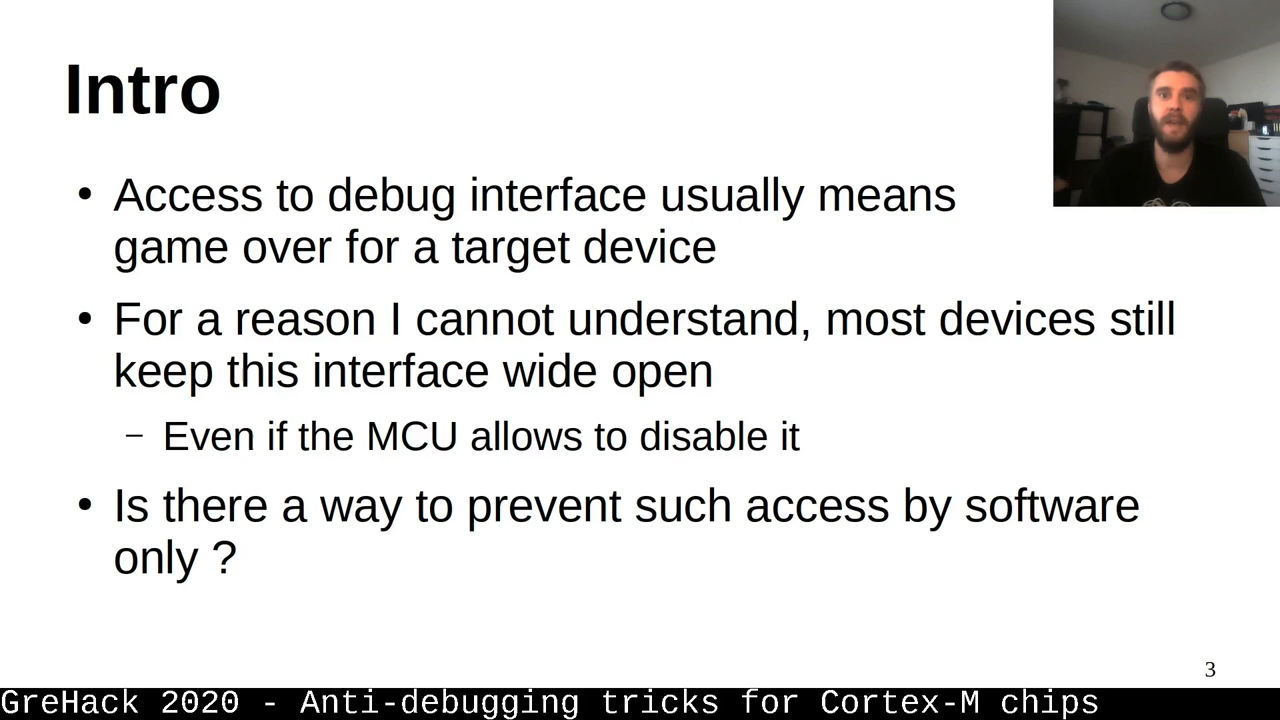 Intro
• Access to debug interface usually means
game over for a target device
• For a reason I cannot understand, most devices still
keep this interface wide open
– Even if the MCU allows to disable it
• Is there a way to prevent such access by software
only ?
3
GreHack 2020 - Anti-debugging tricks for Cortex-M chips